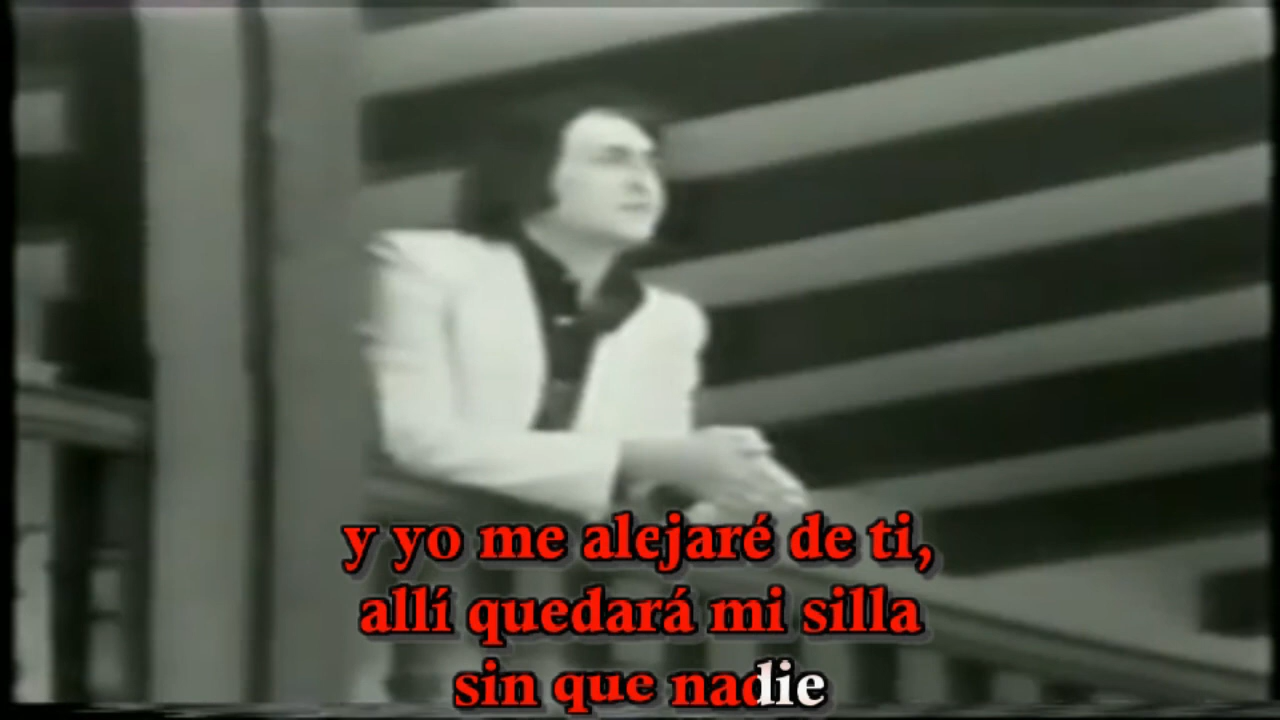 y yo me alejaré de ti,
allí quedará mi silla
sin que nadie